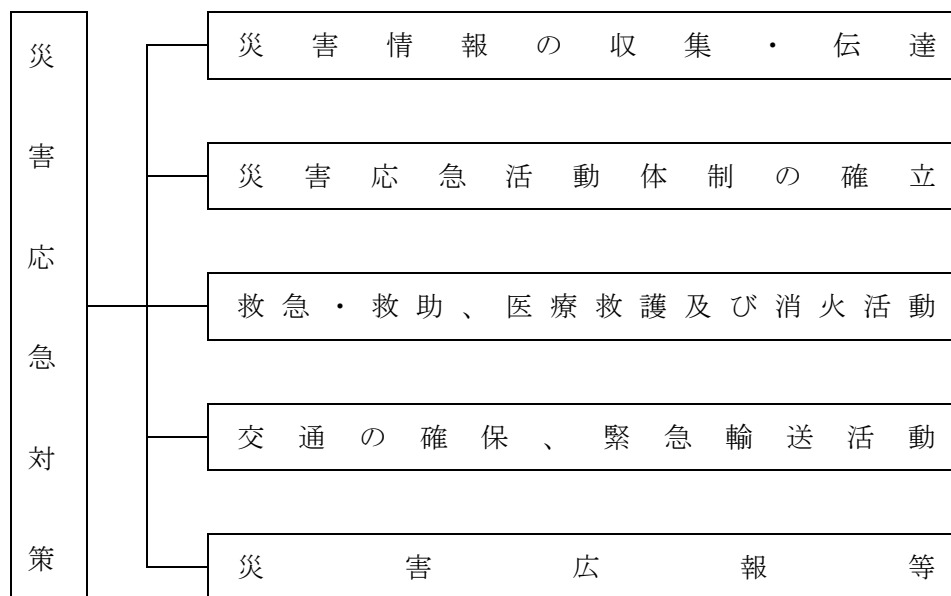 災害応急対策
災害情報の収集・伝達
災害応急活動体制の確立
救急・救助、医療救護及び消火活動
交通の確保、緊急輸送活動
災害広報等